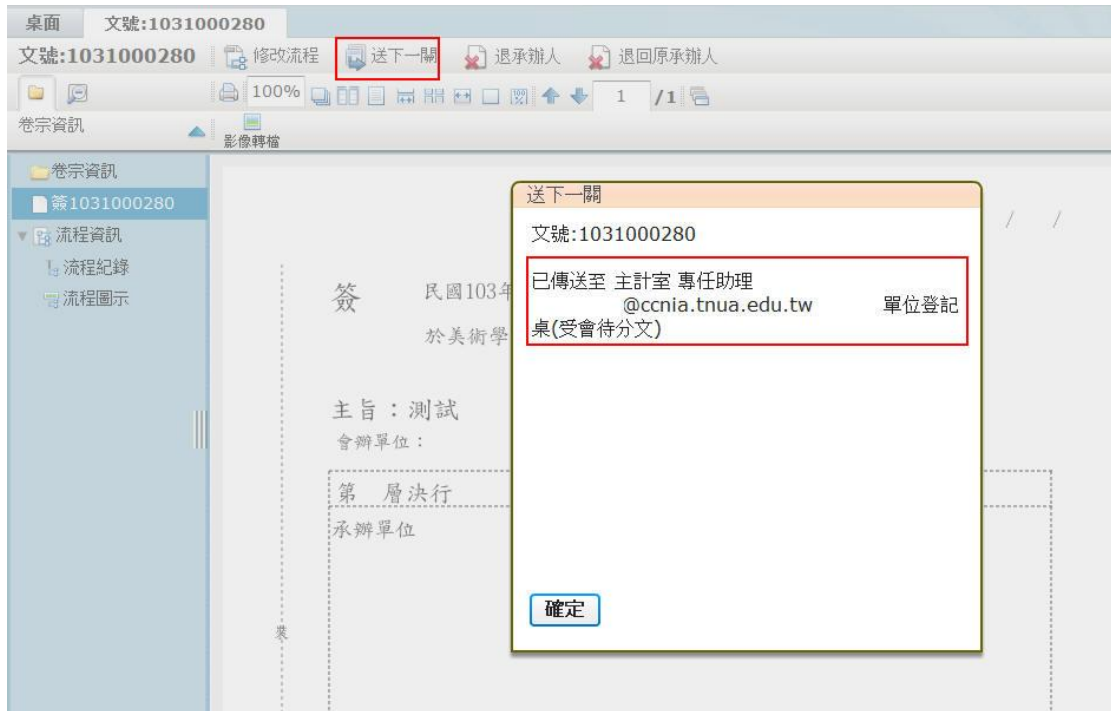 桌面 文號:1031000280
文號:1031000280 修改流程 送下一關 退承辦人 退回原承辦人
100% 1 /1
卷宗資訊
影像轉檔
卷宗資訊
簽1031000280
流程資訊
流程紀錄
流程圖示
簽 民國103年
於美術學
/ /
主旨：測試
會辦單位：
第 層決行
承辦單位
裝
送下一關
文號:1031000280
已傳送至 主計室 專任助理
@ccnia.tnua.edu.tw 單位登記
桌(受會待分文)
確定